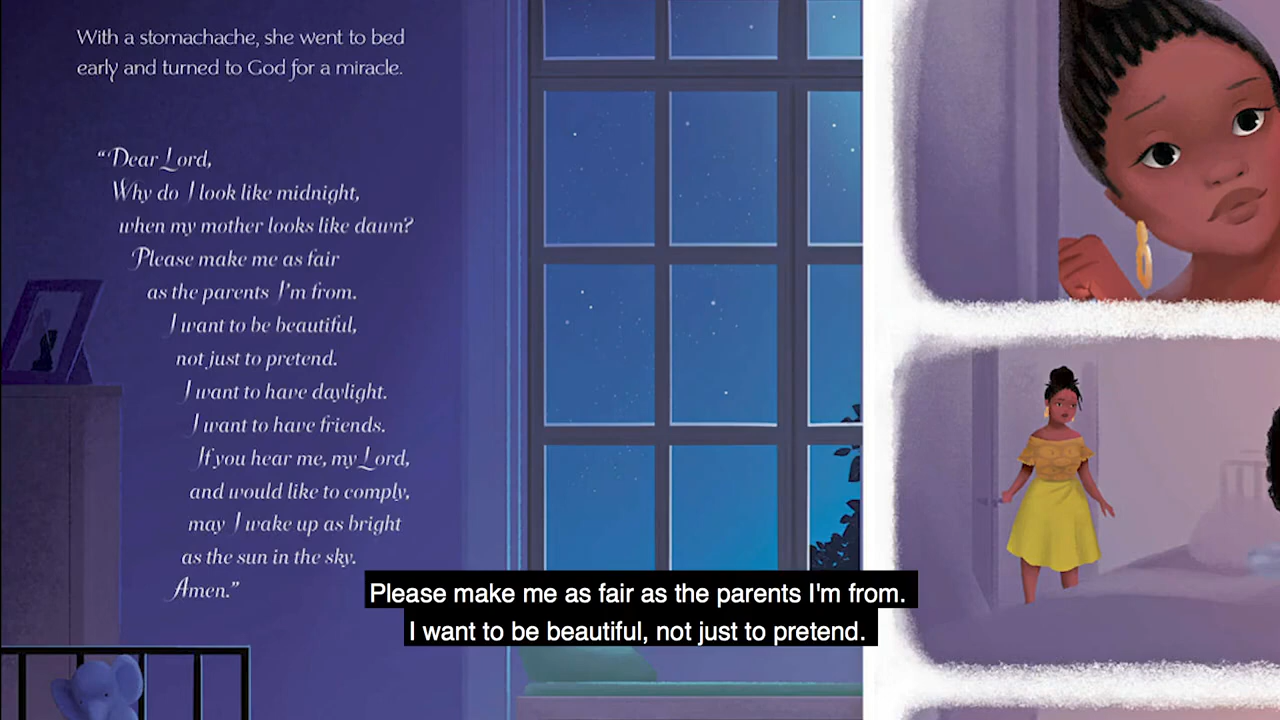 With a stomachache, she went to bed
early and turned to God for a miracle.
“Dear Lord,
Why do I look like midnight,
when my mother looks like dawn?
Please make me as fair
as the parents I’m from.
I want to be beautiful,
not just to pretend.
I want to have daylight.
I want to have friends.
If you hear me, my Lord,
and would like to comply,
may I wake up as bright
as the sun in the sky.
Amen.”
Please make me as fair as the parents I'm from.
I want to be beautiful, not just to pretend.